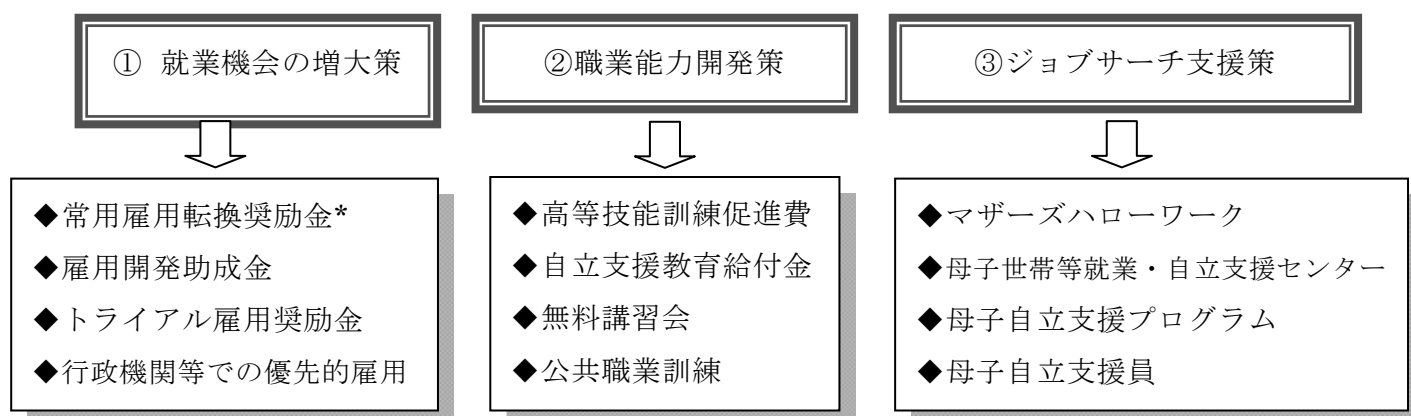 ① 就業機会の増大策
◆常用雇用転換奨励金*
◆雇用開発助成金
◆トライアル雇用奨励金
◆行政機関等での優先的雇用
②職業能力開発策
◆高等技能訓練促進費
◆自立支援教育給付金
◆無料講習会
◆公共職業訓練
③ジョブサーチ支援策
◆マザーズハローワーク
◆母子世帯等就業・自立支援センター
◆母子自立支援プログラム
◆母子自立支援員